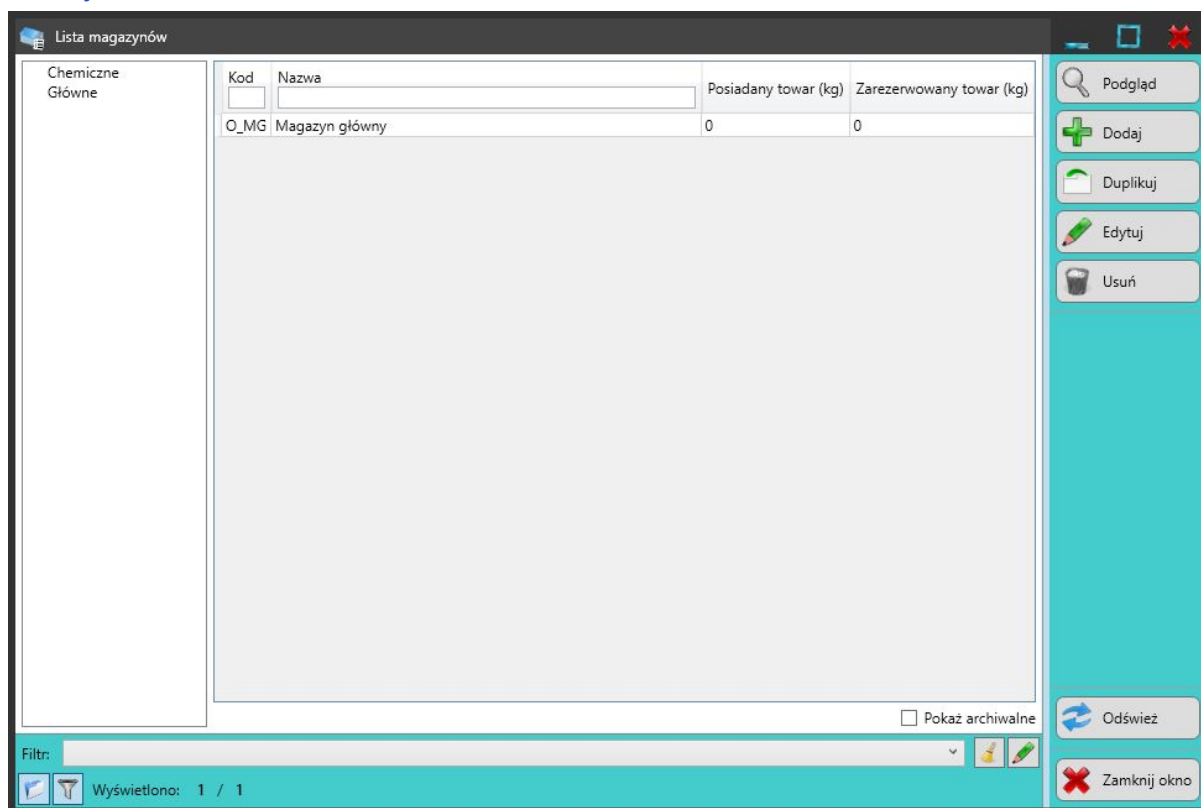 Lista magazynów
Chemiczne
Główne
Kod Nazwa Posiadany towar (kg) Zarezerwowany towar (kg)
O_MG Magazyn główny 0 0
Pokaż archiwalne
Filtr:
Wyświetlono: 1 / 1
Podgląd
Dodaj
Duplikuj
Edytuj
Usuń
Odśwież
Zamknij okno